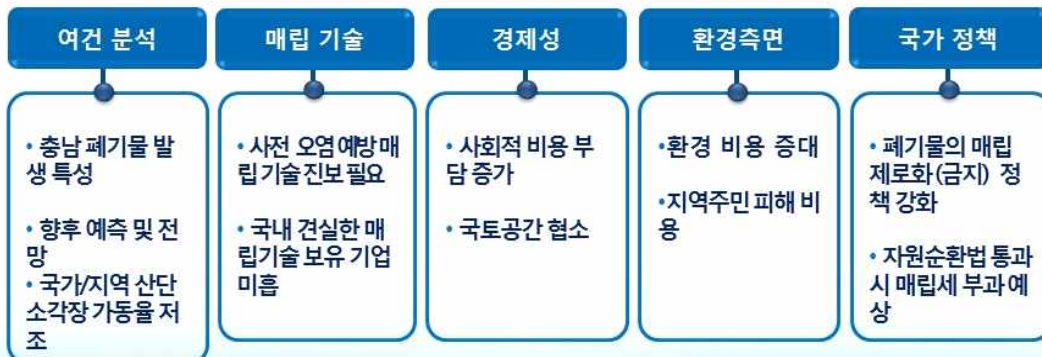 여건 분석
• 충남 폐기물 발
생 특성
• 향후 예측 및 전
망
• 국가/지역 산단
소각장 가동율 저
조
매립 기술
• 사전 오염예방매
립기술진보 필요
• 국내 견실한 매
립기술 보유 기업
미흡
경제성
• 사회적 비용 부
담 증가
• 국토공간 협소
환경측면
•환경 비용 증대
•지역주민 피해 비
용
국가 정책
• 폐기물의 매립
제로화(금지) 정
책 강화
• 자원순환법 통과
시 매립세 부과예
상